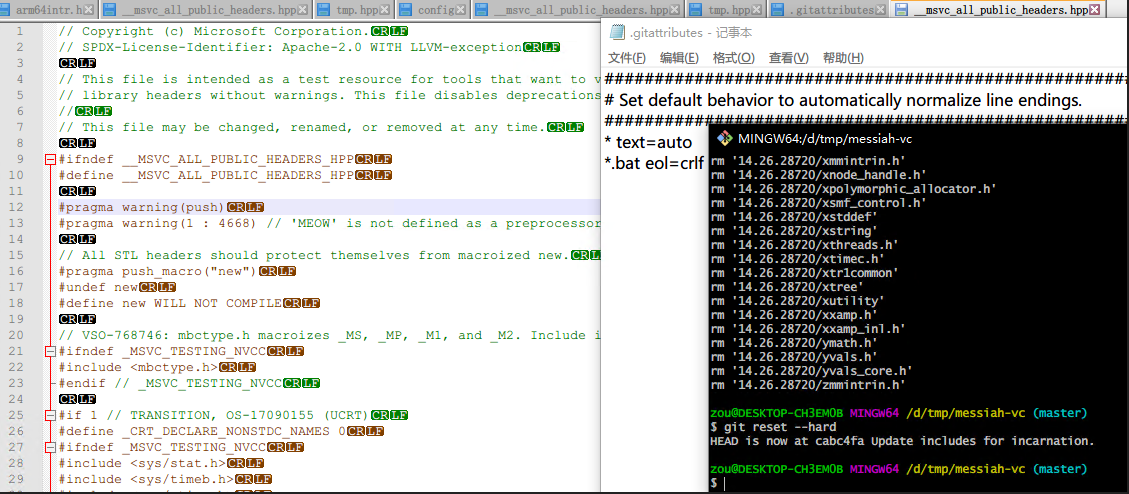 arm64intr.h
__msvc_all_public_headers.hpp
tmp.hpp
config
__msvc_all_public_headers.hpp
tmp.hpp
.gitattributes
__msvc_all_public_headers.hpp
1 // Copyright (c) Microsoft Corporation.CRLF
2 // SPDX-License-Identifier: Apache-2.0 WITH LLVM-exceptionCRLF
3 CRLF
4 // This file is intended as a test resource for tools that want to v
5 // library headers without warnings. This file disables deprecations
6 //CRLF
7 // This file may be changed, renamed, or removed at any time.CRLF
8 CRLF
9 #ifndef __MSVC_ALL_PUBLIC_HEADERS_HPPCRLF
10 #define __MSVC_ALL_PUBLIC_HEADERS_HPPCRLF
11 CRLF
12 #pragma warning(push)CRLF
13 #pragma warning(1 : 4668) // 'MEOW' is not defined as a preprocessor
14 CRLF
15 // All STL headers should protect themselves from macroized new.CRL
16 #pragma push_macro("new")CRLF
17 #undef newCRLF
18 #define new WILL NOT COMPILECRLF
19 CRLF
20 // VSO-768746: mbctype.h macroizes _MS, _MP, _M1, and _M2. Include i
21 #ifndef _MSVC_TESTING_NVCCCRLF
22 #include <mbctype.h>CRLF
23 #endif // _MSVC_TESTING_NVCCCRLF
24 CRLF
25 #if 1 // TRANSITION, OS-17090155 (UCRT)CRLF
26 #define _CRT_DECLARE_NONSTDC_NAMES 0CRLF
27 #ifndef _MSVC_TESTING_NVCCCRLF
28 #include <sys/stat.h>CRLF
29 #include <sys/timeb.h>CRLF
.gitattributes - 记事本
文件(F) 编辑(E) 格式(O) 查看(V) 帮助(H)
# Set default behavior to automatically normalize line endings.
* text=auto
*.bat eol=crlf
MINGW64:/d/tmp/messiah-vc
rm '14.26.28720/xmmintrin.h'
rm '14.26.28720/xnode_handle.h'
rm '14.26.28720/xpolymorphic_allocator.h'
rm '14.26.28720/xsmf_control.h'
rm '14.26.28720/xstddef'
rm '14.26.28720/xstring'
rm '14.26.28720/xthreads.h'
rm '14.26.28720/xtimec.h'
rm '14.26.28720/xtr1common'
rm '14.26.28720/xtree'
rm '14.26.28720/xutility'
rm '14.26.28720/xxamp.h'
rm '14.26.28720/xxamp_inl.h'
rm '14.26.28720/ymath.h'
rm '14.26.28720/yvals.h'
rm '14.26.28720/yvals_core.h'
rm '14.26.28720/zmmintrin.h'
zou@DESKTOP-CH3EM0B MINGW64 /d/tmp/messiah-vc (master)
$ git reset --hard
HEAD is now at cabc4fa Update includes for incarnation.
zou@DESKTOP-CH3EM0B MINGW64 /d/tmp/messiah-vc (master)
$